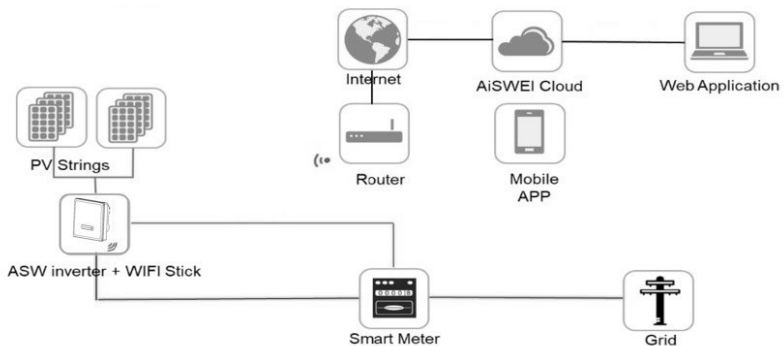 Internet
AiSWEI Cloud
Web Application
PV Strings
Router
Mobile
APP
ASW inverter + WIFI Stick
Smart Meter
Grid